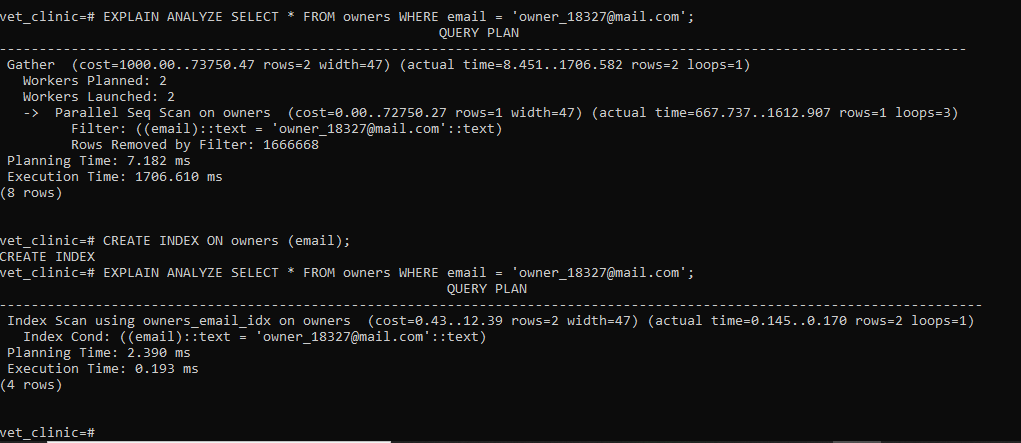 vet_clinic=# EXPLAIN ANALYZE SELECT * FROM owners WHERE email = 'owner_18327@mail.com';
QUERY PLAN
-------------------------------------------------------------------------------------------------------------------------
Gather  (cost=1000.00..73750.47 rows=2 width=47) (actual time=8.451..1706.582 rows=2 loops=1)
  Workers Planned: 2
  Workers Launched: 2
  ->  Parallel Seq Scan on owners  (cost=0.00..72750.27 rows=1 width=47) (actual time=667.737..1612.907 rows=1 loops=3)
        Filter: ((email)::text = 'owner_18327@mail.com'::text)
        Rows Removed by Filter: 1666668
Planning Time: 7.182 ms
Execution Time: 1706.610 ms
(8 rows)
vet_clinic=# CREATE INDEX ON owners (email);
CREATE INDEX
vet_clinic=# EXPLAIN ANALYZE SELECT * FROM owners WHERE email = 'owner_18327@mail.com';
QUERY PLAN
---------------------------------------------------------------------------------------------------------------------------
Index Scan using owners_email_idx on owners  (cost=0.43..12.39 rows=2 width=47) (actual time=0.145..0.170 rows=2 loops=1)
  Index Cond: ((email)::text = 'owner_18327@mail.com'::text)
Planning Time: 2.390 ms
Execution Time: 0.193 ms
(4 rows)
vet_clinic=#